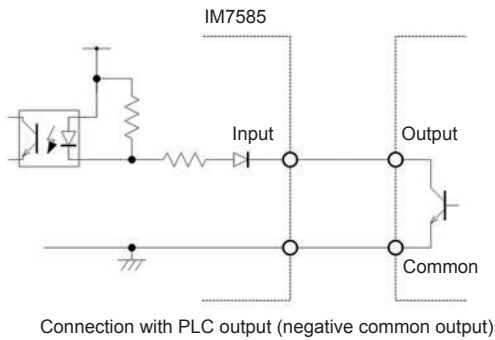 IM7585
Input
Output
Common
Connection with PLC output (negative common output)